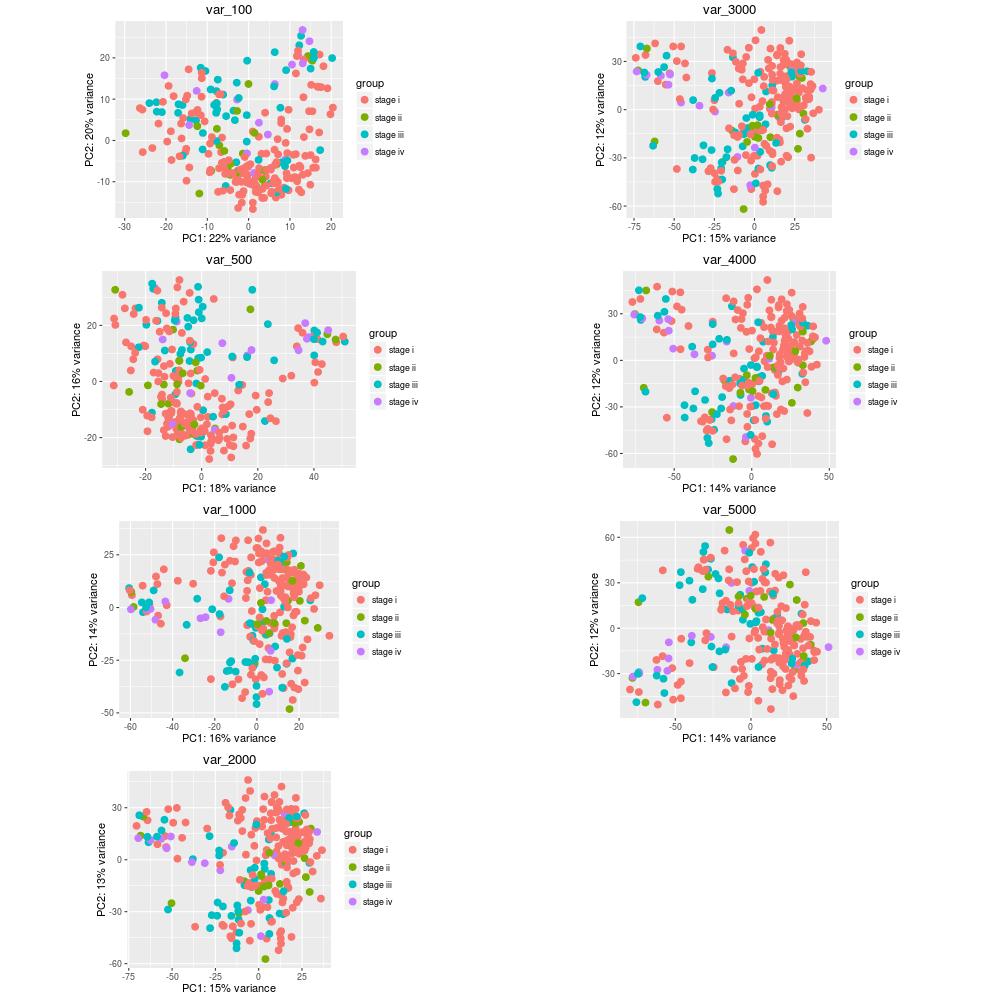 var_100
20
10
0
-10
-30
-20
-10
0
10
20
PC2: 20% variance
PC1: 22% variance
group
stage i
stage ii
stage iii
stage iv
var_3000
30
0
-30
-60
-75
-50
-25
0
25
PC2: 12% variance
PC1: 15% variance
group
stage i
stage ii
stage iii
stage iv
var_500
20
0
-20
-20
0
20
40
PC2: 16% variance
PC1: 18% variance
group
stage i
stage ii
stage iii
stage iv
var_4000
30
0
-30
-60
-50
0
50
PC2: 12% variance
PC1: 14% variance
group
stage i
stage ii
stage iii
stage iv
var_1000
25
0
-25
-50
-60
-40
-20
0
20
PC2: 14% variance
PC1: 16% variance
group
stage i
stage ii
stage iii
stage iv
var_5000
60
30
0
-30
-50
0
50
PC2: 12% variance
PC1: 14% variance
group
stage i
stage ii
stage iii
stage iv
var_2000
30
0
-30
-60
-75
-50
-25
0
25
PC2: 13% variance
PC1: 15% variance
group
stage i
stage ii
stage iii
stage iv